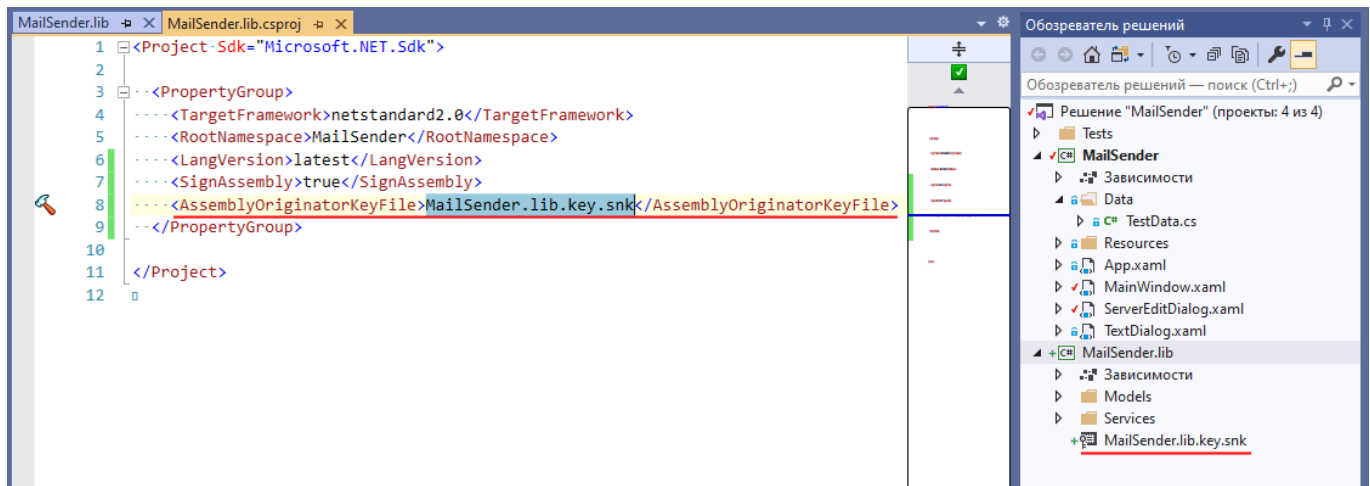 MailSender.lib MailSender.lib.csproj
1 <Project Sdk="Microsoft.NET.Sdk">
2
3 <PropertyGroup>
4 <TargetFramework>netstandard2.0</TargetFramework>
5 <RootNamespace>MailSender</RootNamespace>
6 <LangVersion>latest</LangVersion>
7 <SignAssembly>true</SignAssembly>
8 <AssemblyOriginatorKeyFile>MailSender.lib.key.snk</AssemblyOriginatorKeyFile>
9 </PropertyGroup>
10
11 </Project>
12
Обозреватель решений
Обозреватель решений — поиск (Ctrl+;)
Решение "MailSender" (проекты: 4 из 4)
Tests
C# MailSender
Зависимости
Data
C# TestData.cs
Resources
App.xaml
MainWindow.xaml
ServerEditDialog.xaml
TextDialog.xaml
C# MailSender.lib
Зависимости
Models
Services
MailSender.lib.key.snk